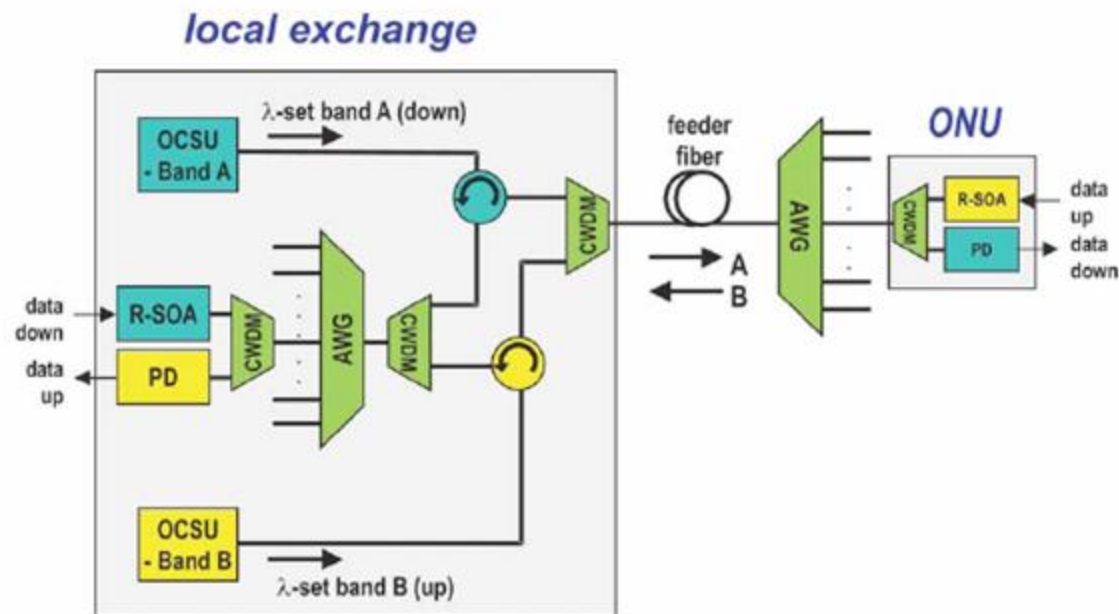 local exchange
λ-set band A (down)
OCSU
- Band A
feeder
fiber
ONU
CWDM
AWG
CWDM
R-SOA
data
up
PD
data
down
A
B
data
down
R-SOA
CWDM
AWG
CWDM
data
up
PD
OCSU
- Band B
λ-set band B (up)